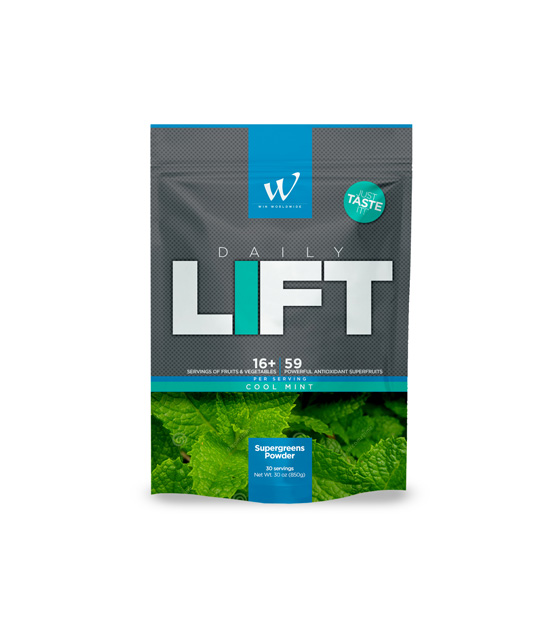 W
WIN WORLDWIDE
JUST
TASTE
IT!
DAILY
LIFT
16+ 59
SERVINGS OF FRUITS & VEGETABLES POWERFUL ANTIOXIDANT SUPERFRUITS
PER SERVING
COOL MINT
Supergreens
Powder
30 servings
Net Wt. 30 oz (850g)